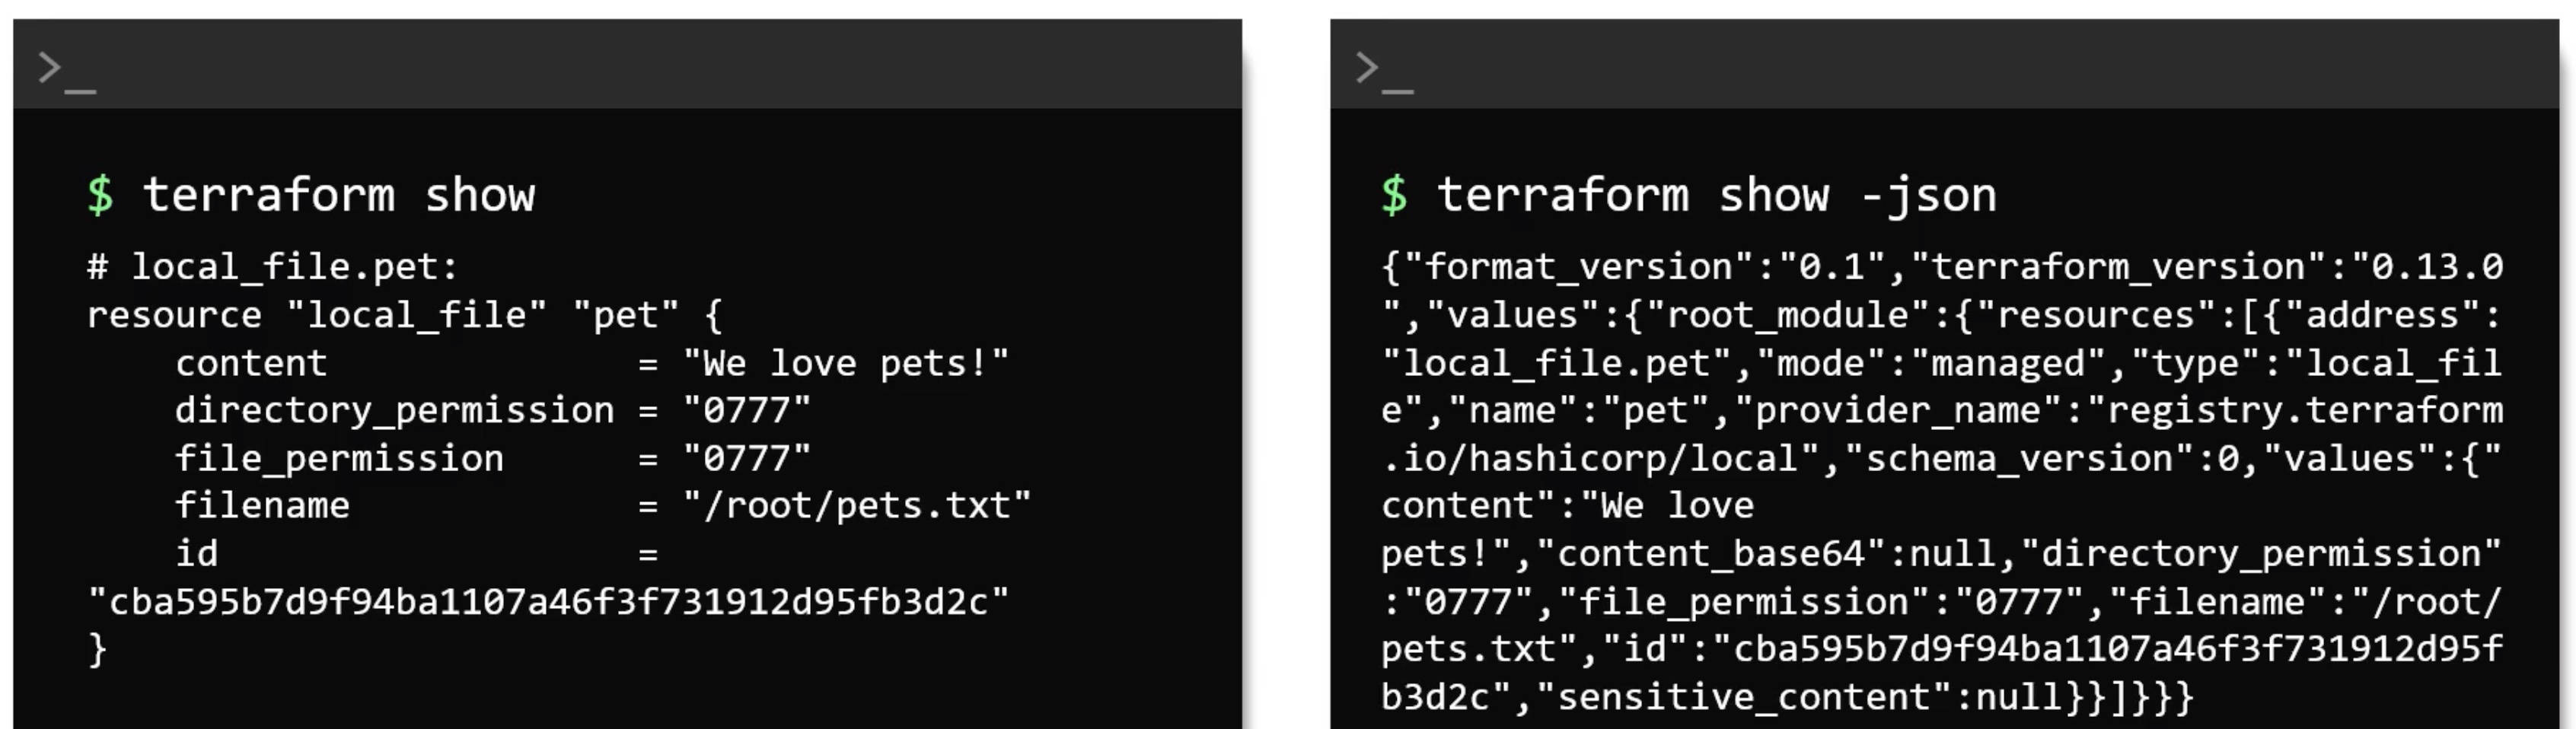 >_
$ terraform show
# local_file.pet:
resource "local_file" "pet" {
    content              = "We love pets!"
    directory_permission = "0777"
    file_permission      = "0777"
    filename             = "/root/pets.txt"
    id                   =
"cba595b7d9f94ba1107a46f3f731912d95fb3d2c"
}
>_
$ terraform show -json
{"format_version":"0.1","terraform_version":"0.13.0
","values":{"root_module":{"resources":[{"address":
"local_file.pet","mode":"managed","type":"local_fil
e","name":"pet","provider_name":"registry.terraform
.io/hashicorp/local","schema_version":0,"values":{"
content":"We love
pets!","content_base64":null,"directory_permission"
:"0777","file_permission":"0777","filename":"/root/
pets.txt","id":"cba595b7d9f94ba1107a46f3f731912d95f
b3d2c","sensitive_content":null}}]}}}